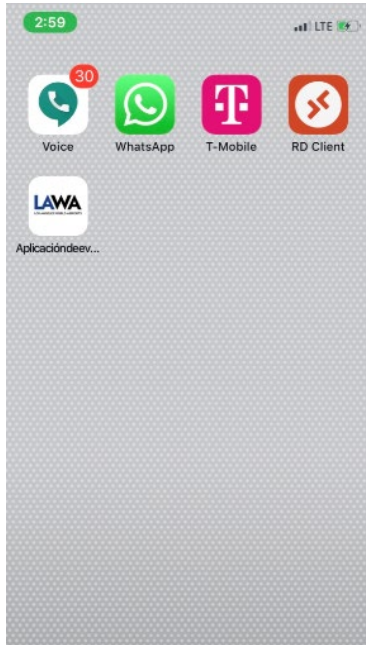 2:59
LTE
30
Voice
WhatsApp
T-Mobile
RD Client
LAWA
Aplicacióndeev...